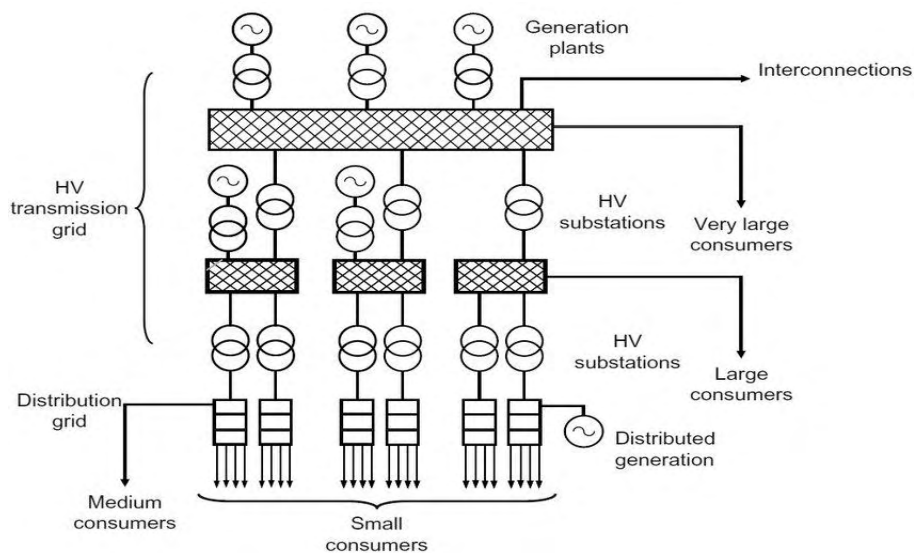 Generation
plants
Interconnections
HV
transmission
grid
HV
substations
Very large
consumers
HV
substations
Large
consumers
Distribution
grid
Distributed
generation
Medium
consumers
Small
consumers